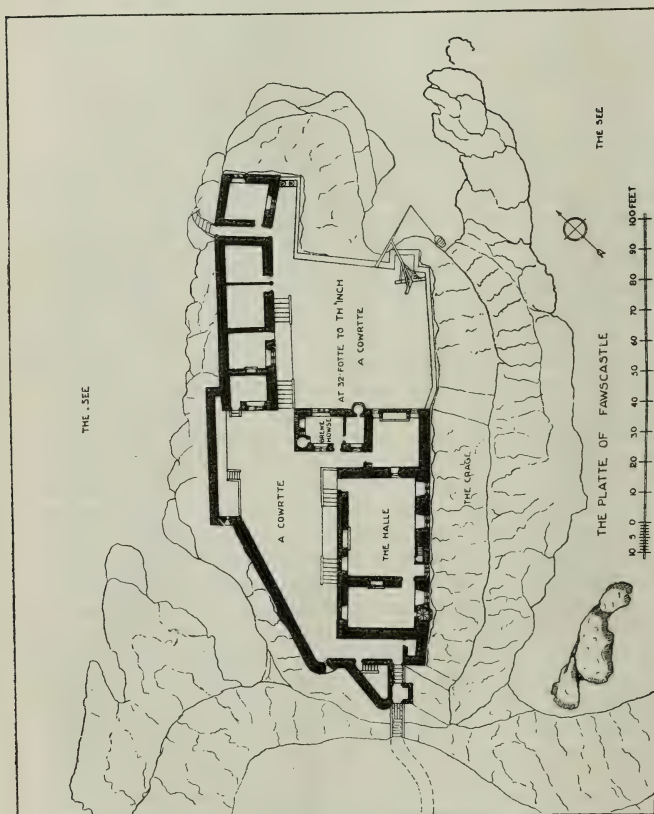 THE SEE
THE SEE
A COWRTTE
AT 32 FOTTE TO TH INCH
A COWRTTE
BREWE
HOWSE
THE HALLE
THE CRAGE
THE PLATTE OF FAWSCASTLE
10 5 0 10 20 30 40 50 60 70 80 90 100 FEET